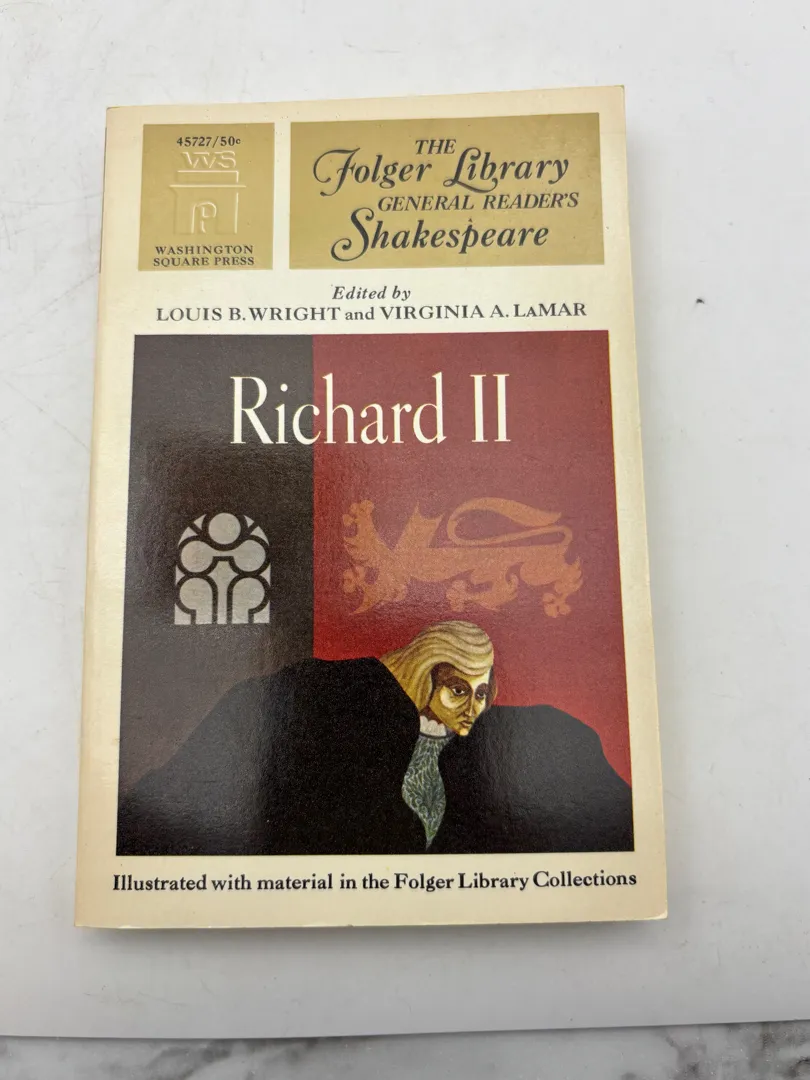 45727/50c
WS
WASHINGTON
SQUARE PRESS
THE
Folger Library
GENERAL READER'S
Shakespeare
Edited by
LOUIS B. WRIGHT and VIRGINIA A. LaMAR
Richard II
Illustrated with material in the Folger Library Collections